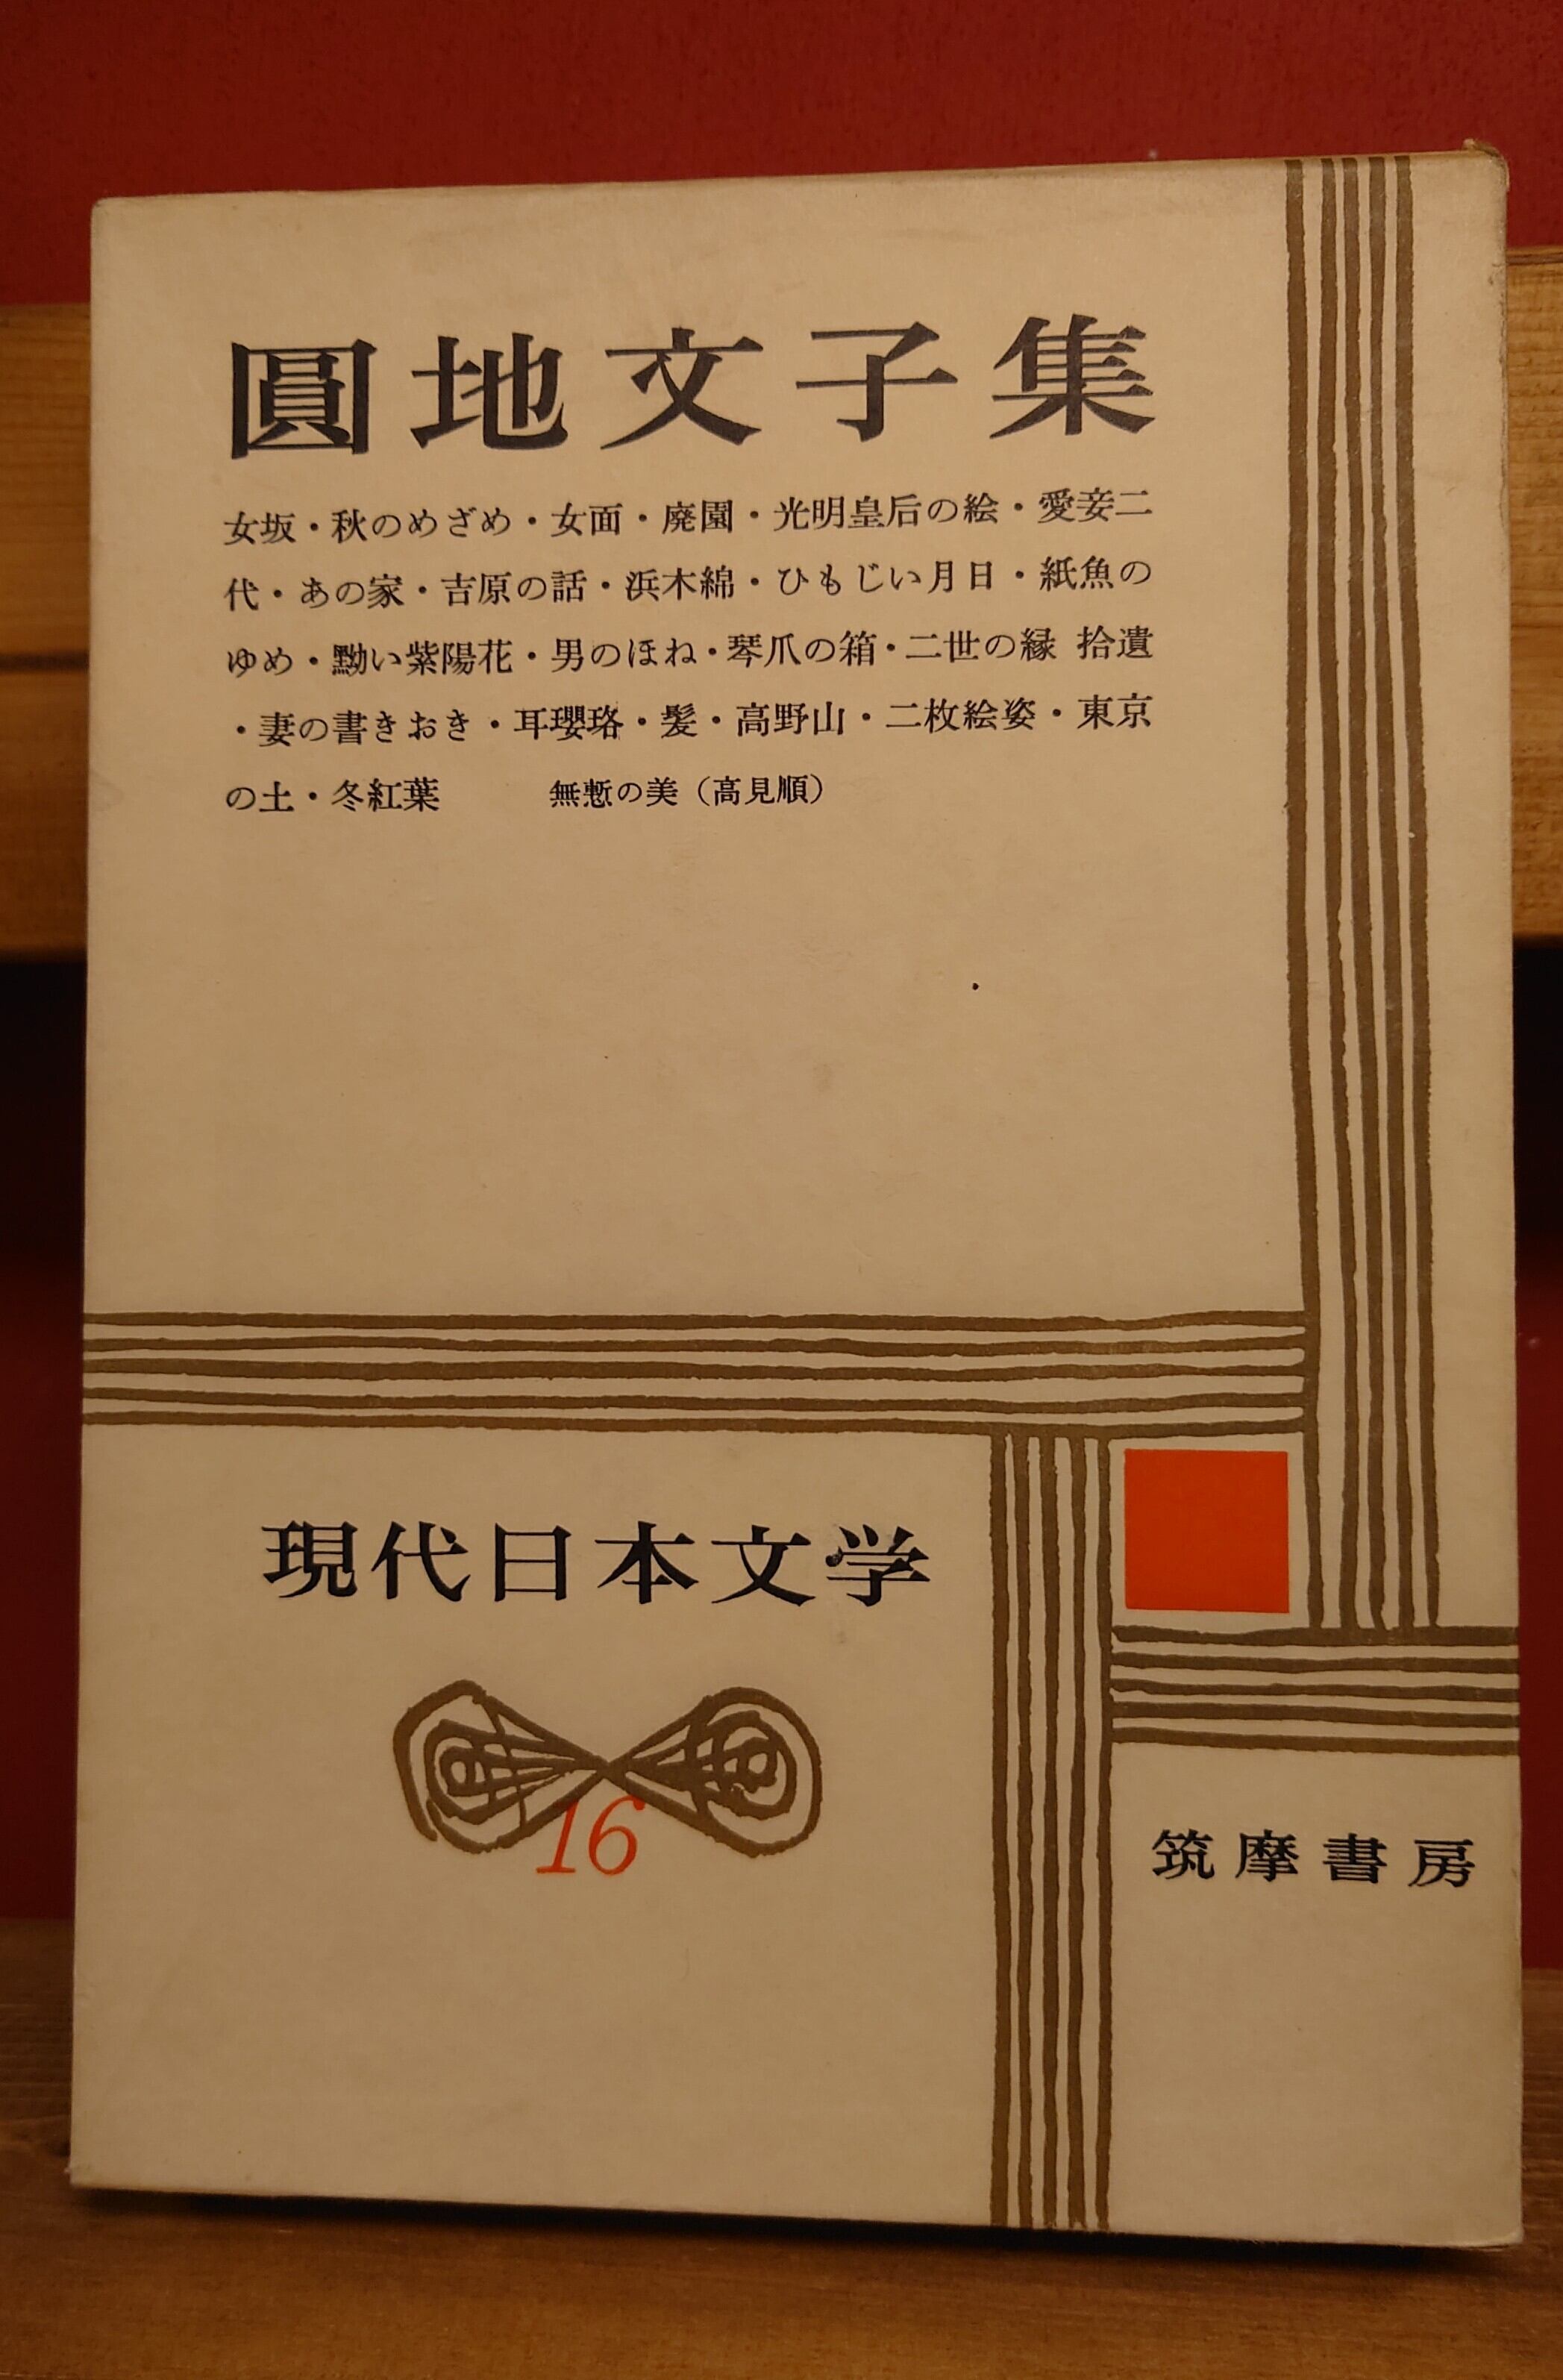 圓地文子集
女坂・秋のめざめ・女面・廃園・光明皇后の絵・愛妾二
代・あの家・吉原の話・浜木綿・ひもじい月日・紙魚の
ゆめ・黝い紫陽花・男のほね・琴爪の箱・二世の縁 拾遺
・妻の書きおき・耳瓔珞・髪・高野山・二枚絵姿・東京
の土・冬紅葉 無慙の美（高見順）
現代日本文学
16
筑摩書房